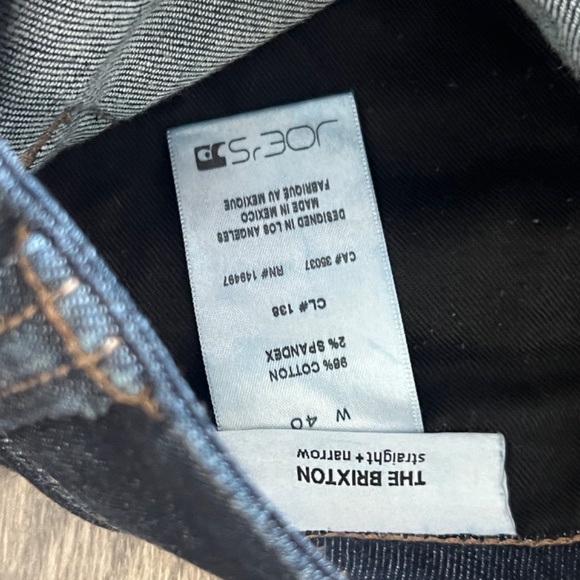 THE BRIXTON
straight + narrow
W 40
98% COTTON
2% SPANDEX
CL# 138
CA# 35037 RN# 149497
DESIGNED IN LOS ANGELES
MADE IN MEXICO
FABRIQUÉ AU MEXIQUE
JOE'S